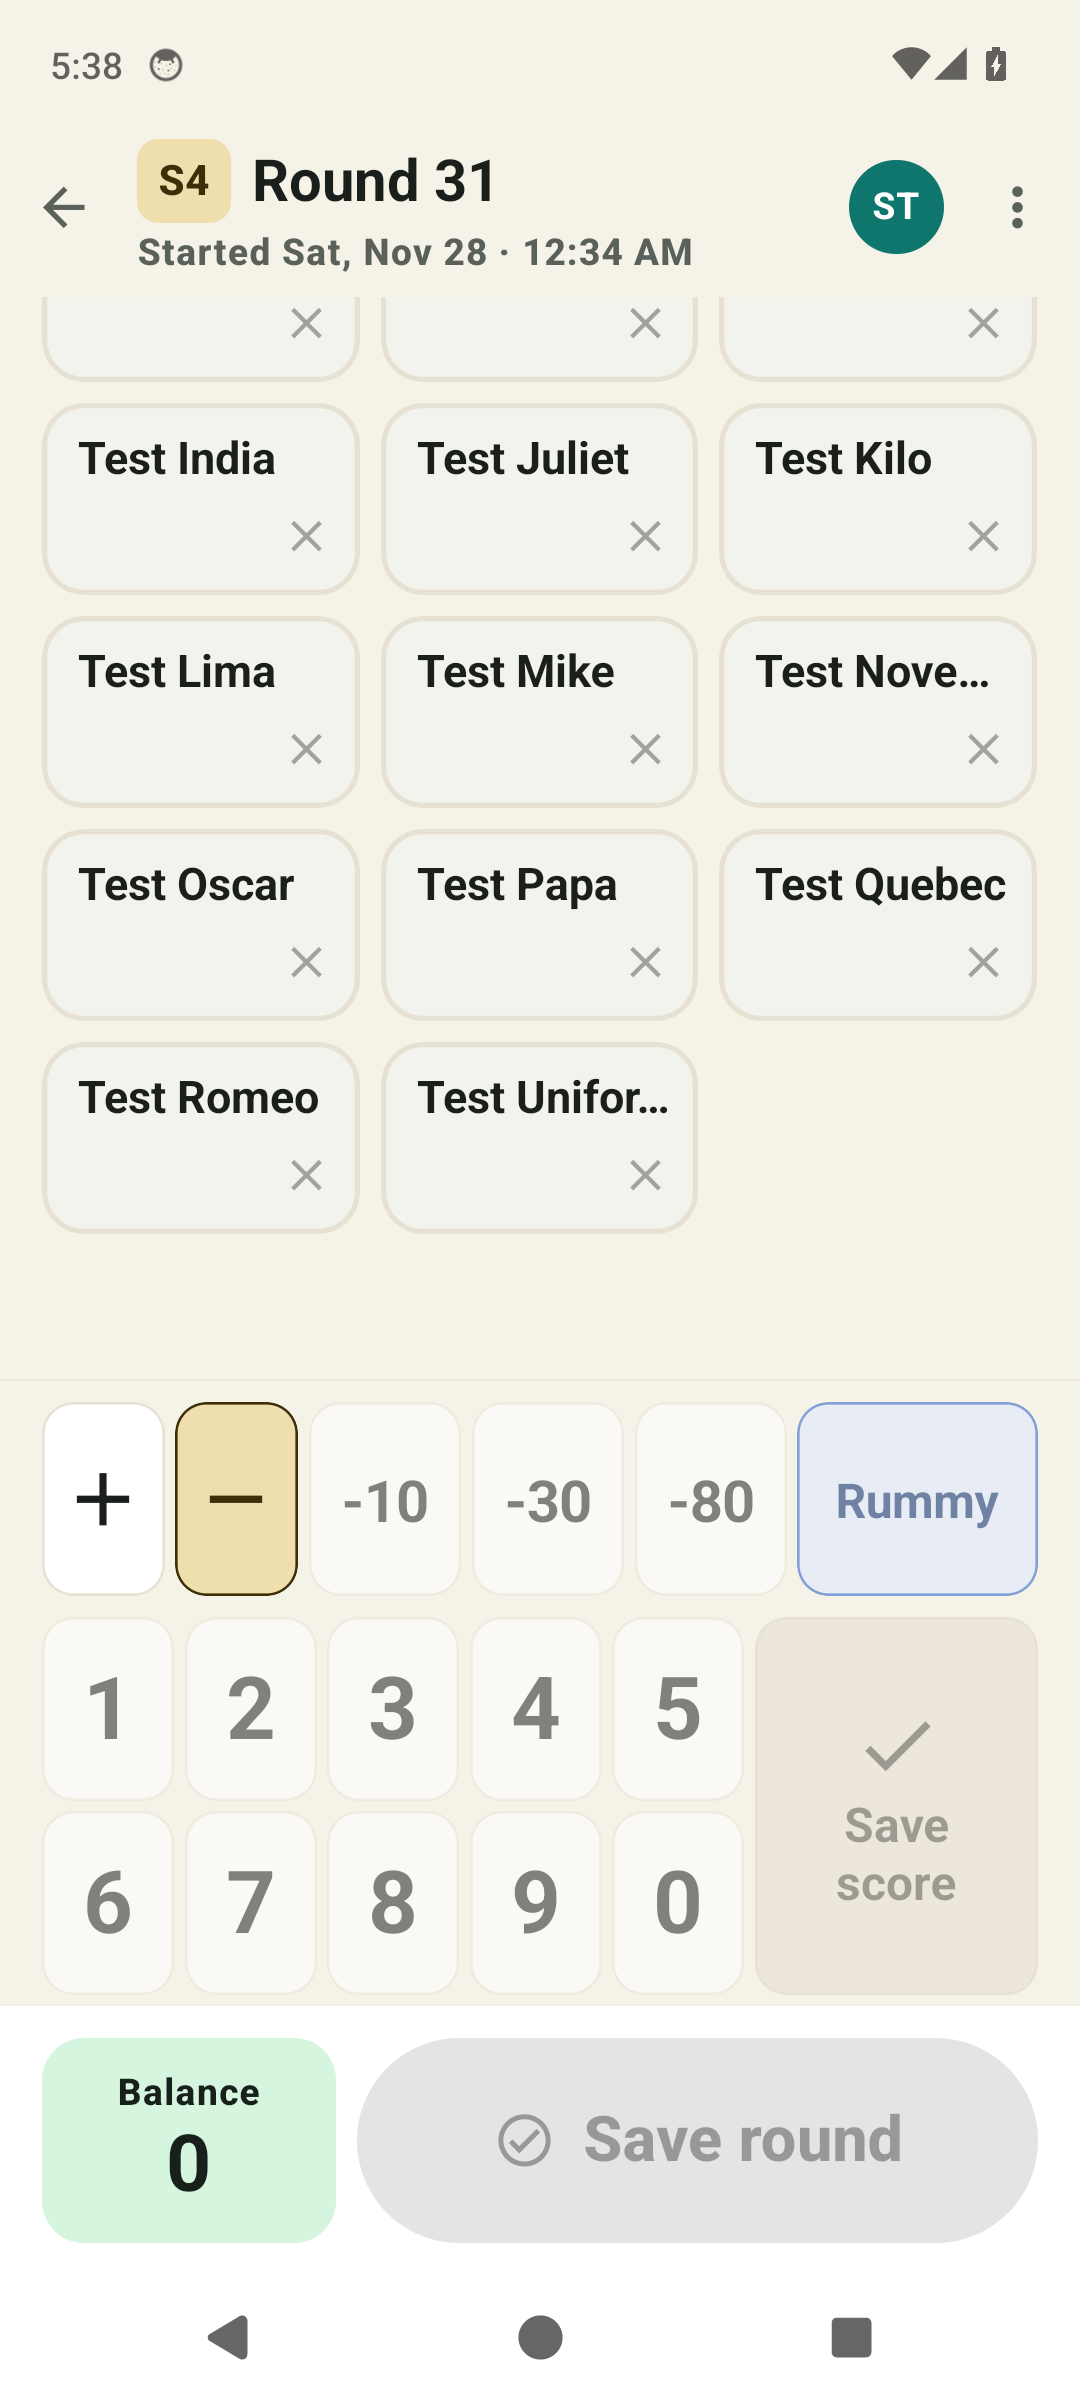 5:38
S4 Round 31
ST
Started Sat, Nov 28 · 12:34 AM
Test India
Test Juliet
Test Kilo
Test Lima
Test Mike
Test Nove...
Test Oscar
Test Papa
Test Quebec
Test Romeo
Test Unifor...
+ − -10 -30 -80 Rummy
1 2 3 4 5
Save
score
6 7 8 9 0
Balance
0
Save round